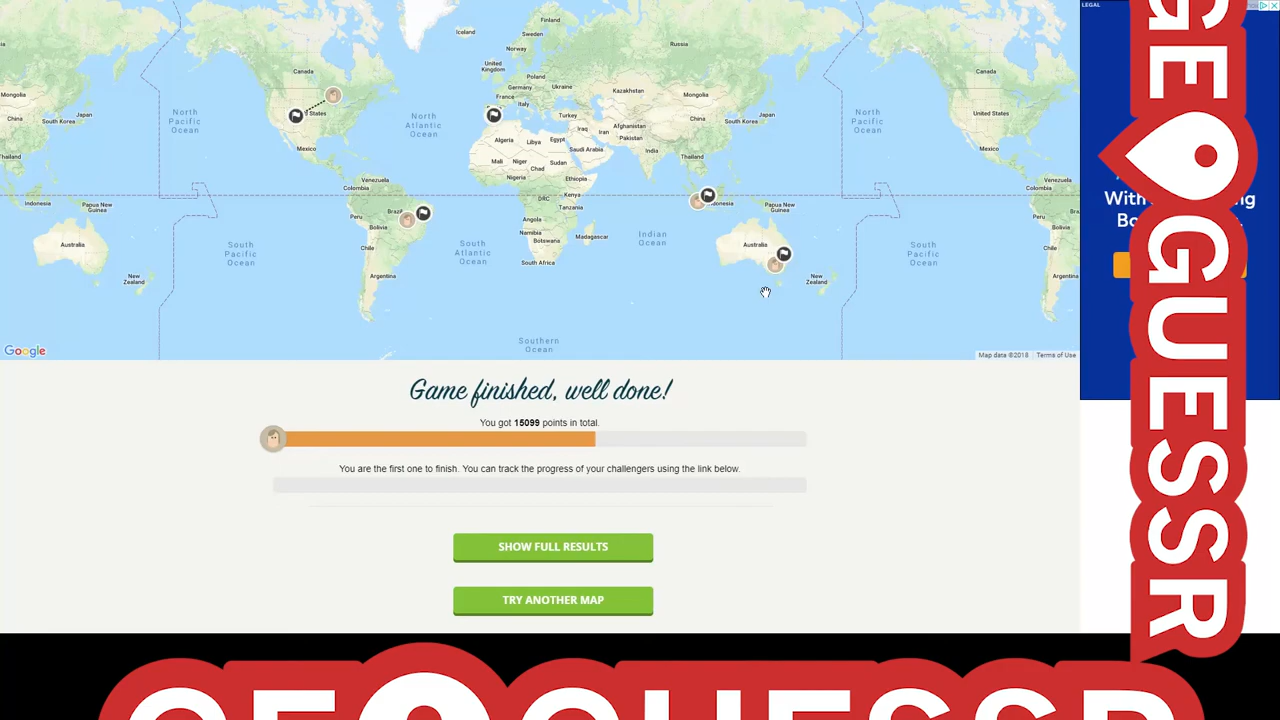 LEGAL
Iceland
Finland
Sweden
Norway
Russia
United
Kingdom
Poland
Germany
Ukraine
Kazakhstan
Mongolia
Canada
France
Italy
Turkey
Japan
China
South Korea
North
Pacific
Ocean
North
Atlantic
Ocean
Mexico
Algeria
Libya
Egypt
Iraq
Iran
Afghanistan
Pakistan
Saudi Arabia
India
Thailand
Mali
Niger
Chad
Sudan
Nigeria
Ethiopia
Venezuela
Colombia
DRC
Kenya
Tanzania
Indonesia
Papua New
Guinea
Peru
Brazil
Bolivia
Angola
Namibia
Botswana
Madagascar
Chile
South Africa
Argentina
Australia
New
Zealand
South
Pacific
Ocean
South
Atlantic
Ocean
Indian
Ocean
Southern
Ocean
United States
Google
Map data ©2018
Terms of Use
Game finished, well done!
You got 15099 points in total.
You are the first one to finish. You can track the progress of your challengers using the link below.
SHOW FULL RESULTS
TRY ANOTHER MAP
GEOGUESSR
GEOGUESSR